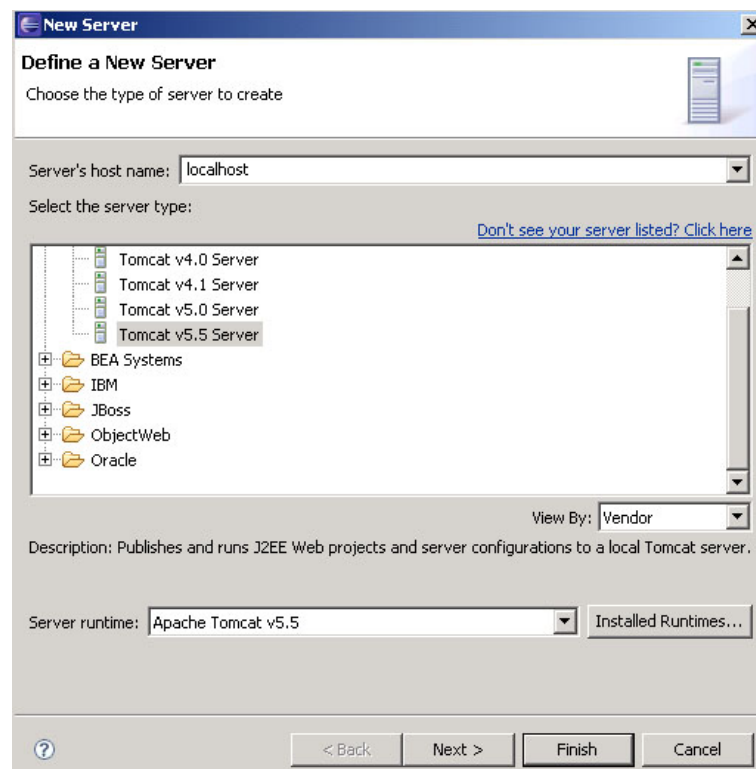 New Server
Define a New Server
Choose the type of server to create
Server's host name: localhost
Select the server type:
Don't see your server listed? Click here
Tomcat v4.0 Server
Tomcat v4.1 Server
Tomcat v5.0 Server
Tomcat v5.5 Server
BEA Systems
IBM
JBoss
ObjectWeb
Oracle
View By: Vendor
Description: Publishes and runs J2EE Web projects and server configurations to a local Tomcat server.
Server runtime: Apache Tomcat v5.5 Installed Runtimes...
< Back Next > Finish Cancel